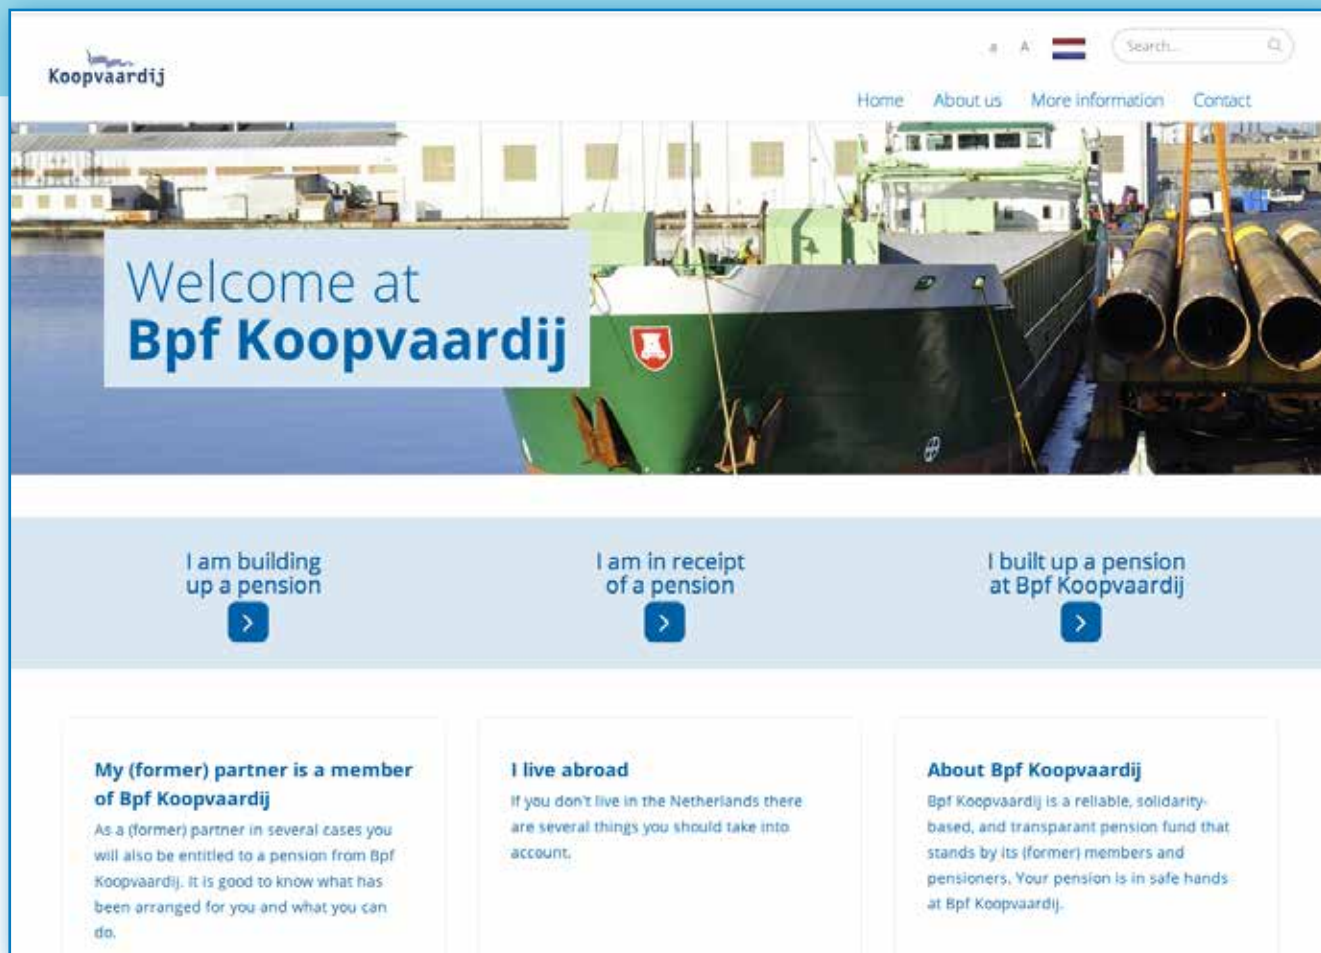 Koopvaardij
a A Search...
Home About us More information Contact
Welcome at
Bpf Koopvaardij
I am building
up a pension
I am in receipt
of a pension
I built up a pension
at Bpf Koopvaardij
My (former) partner is a member
of Bpf Koopvaardij
As a (former) partner in several cases you
will also be entitled to a pension from Bpf
Koopvaardij. It is good to know what has
been arranged for you and what you can
do.
I live abroad
If you don't live in the Netherlands there
are several things you should take into
account.
About Bpf Koopvaardij
Bpf Koopvaardij is a reliable, solidarity-
based, and transparant pension fund that
stands by its (former) members and
pensioners. Your pension is in safe hands
at Bpf Koopvaardij.